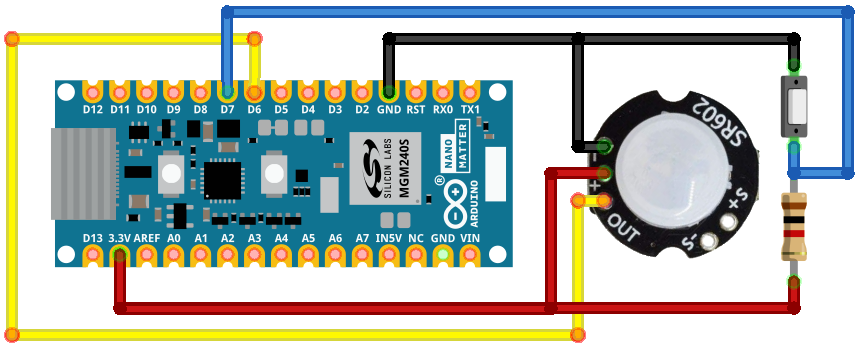 D12 D11 D10 D9 D8 D7 D6 D5 D4 D3 D2 GND RST RX0 TX1
SILICON LABS
MGM240S
NANO
MATTER
®
ARDUINO
D13 3.3V AREF A0 A1 A2 A3 A4 A5 A6 A7 IN5V NC GND VIN
SR602
-
+
OUT
S+
S-